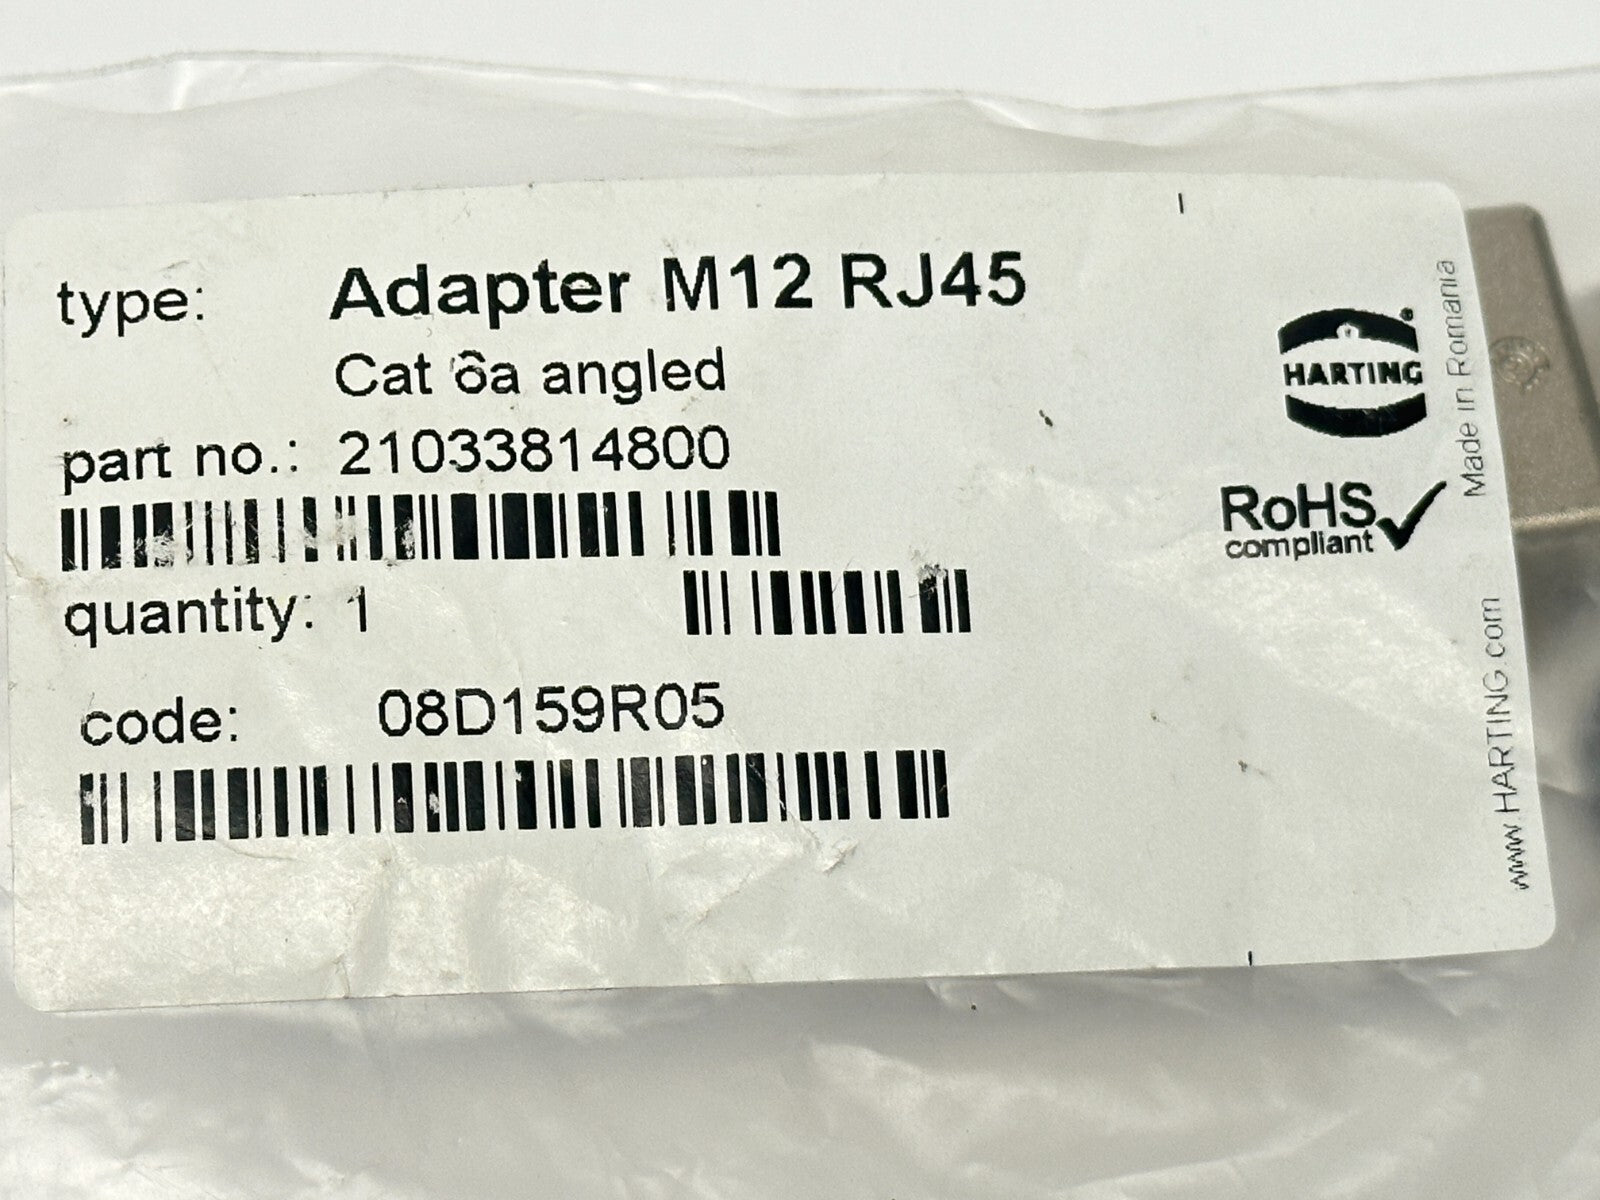 type: Adapter M12 RJ45
Cat 6a angled
part no.: 21033814800
quantity: 1
code: 08D159R05
HARTING
RoHS
compliant
Made in Romania
www.HARTING.com